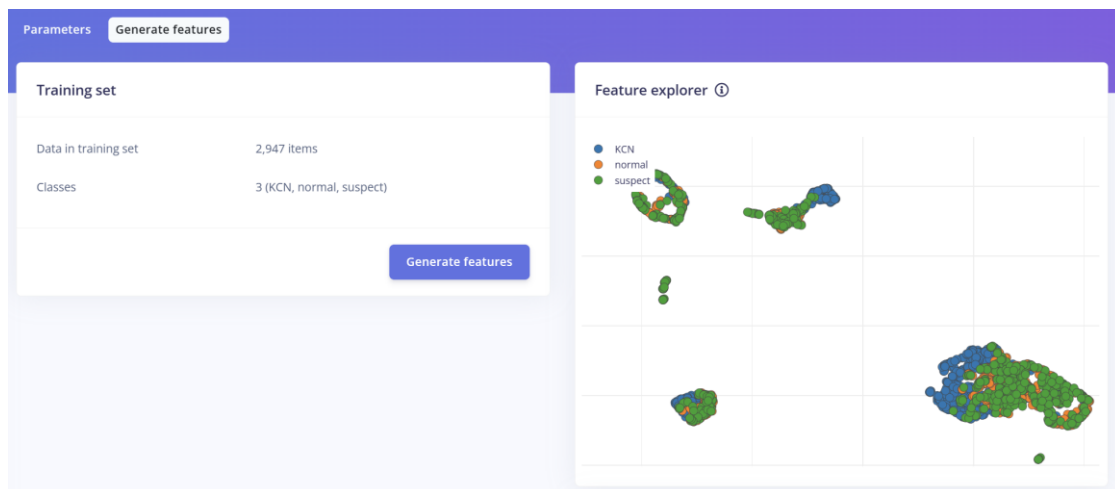 Parameters
Generate features
Training set
Data in training set 2,947 items
Classes 3 (KCN, normal, suspect)
Generate features
Feature explorer
KCN
normal
suspect